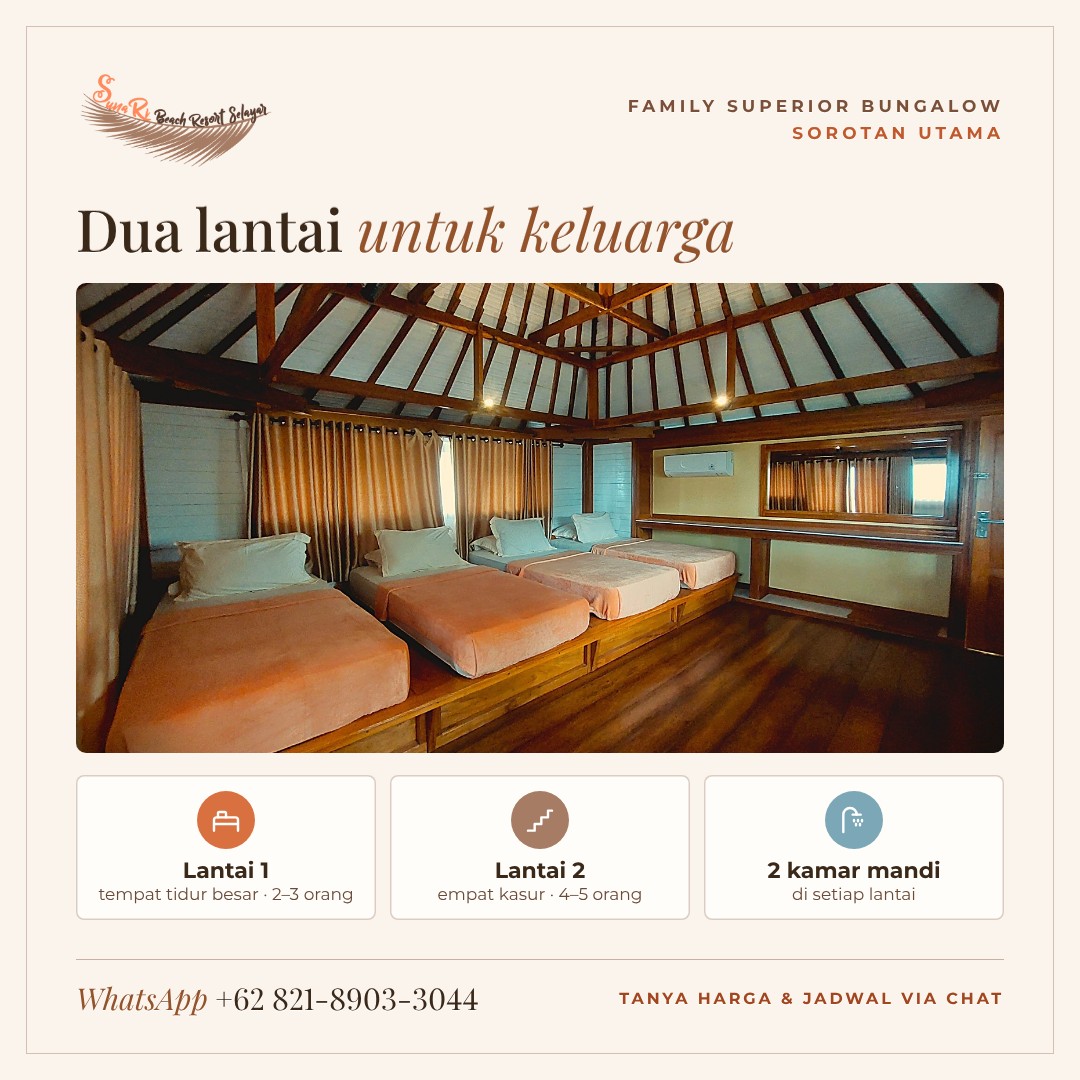 SunaRi Beach Resort Selayar
FAMILY SUPERIOR BUNGALOW
SOROTAN UTAMA
Dua lantai untuk keluarga
Lantai 1
tempat tidur besar · 2–3 orang
Lantai 2
empat kasur · 4–5 orang
2 kamar mandi
di setiap lantai
WhatsApp +62 821-8903-3044
TANYA HARGA & JADWAL VIA CHAT